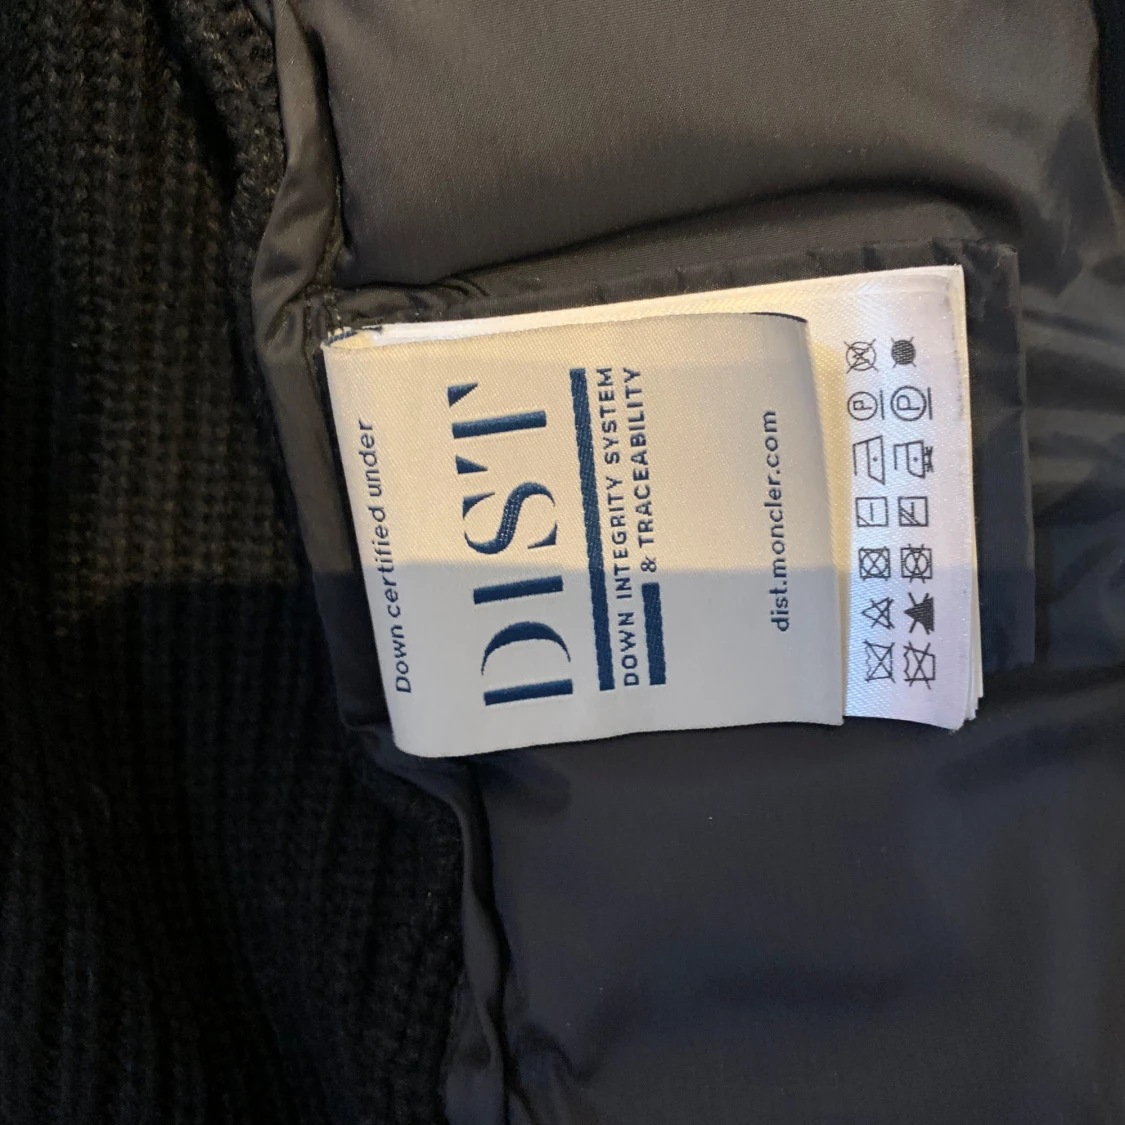 Down certified under
DIST
DOWN INTEGRITY SYSTEM
& TRACEABILITY
dist.moncler.com
P
P